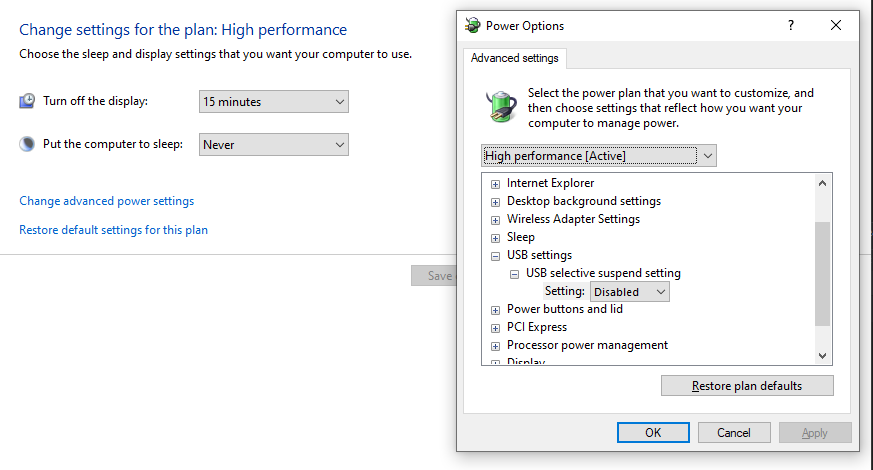 Change settings for the plan: High performance
Choose the sleep and display settings that you want your computer to use.
Turn off the display:
15 minutes
Put the computer to sleep:
Never
Change advanced power settings
Restore default settings for this plan
Save
Power Options
?
Advanced settings
Select the power plan that you want to customize, and
then choose settings that reflect how you want your
computer to manage power.
High performance [Active]
Internet Explorer
Desktop background settings
Wireless Adapter Settings
Sleep
USB settings
USB selective suspend setting
Setting: Disabled
Power buttons and lid
PCI Express
Processor power management
Display
Restore plan defaults
OK
Cancel
Apply